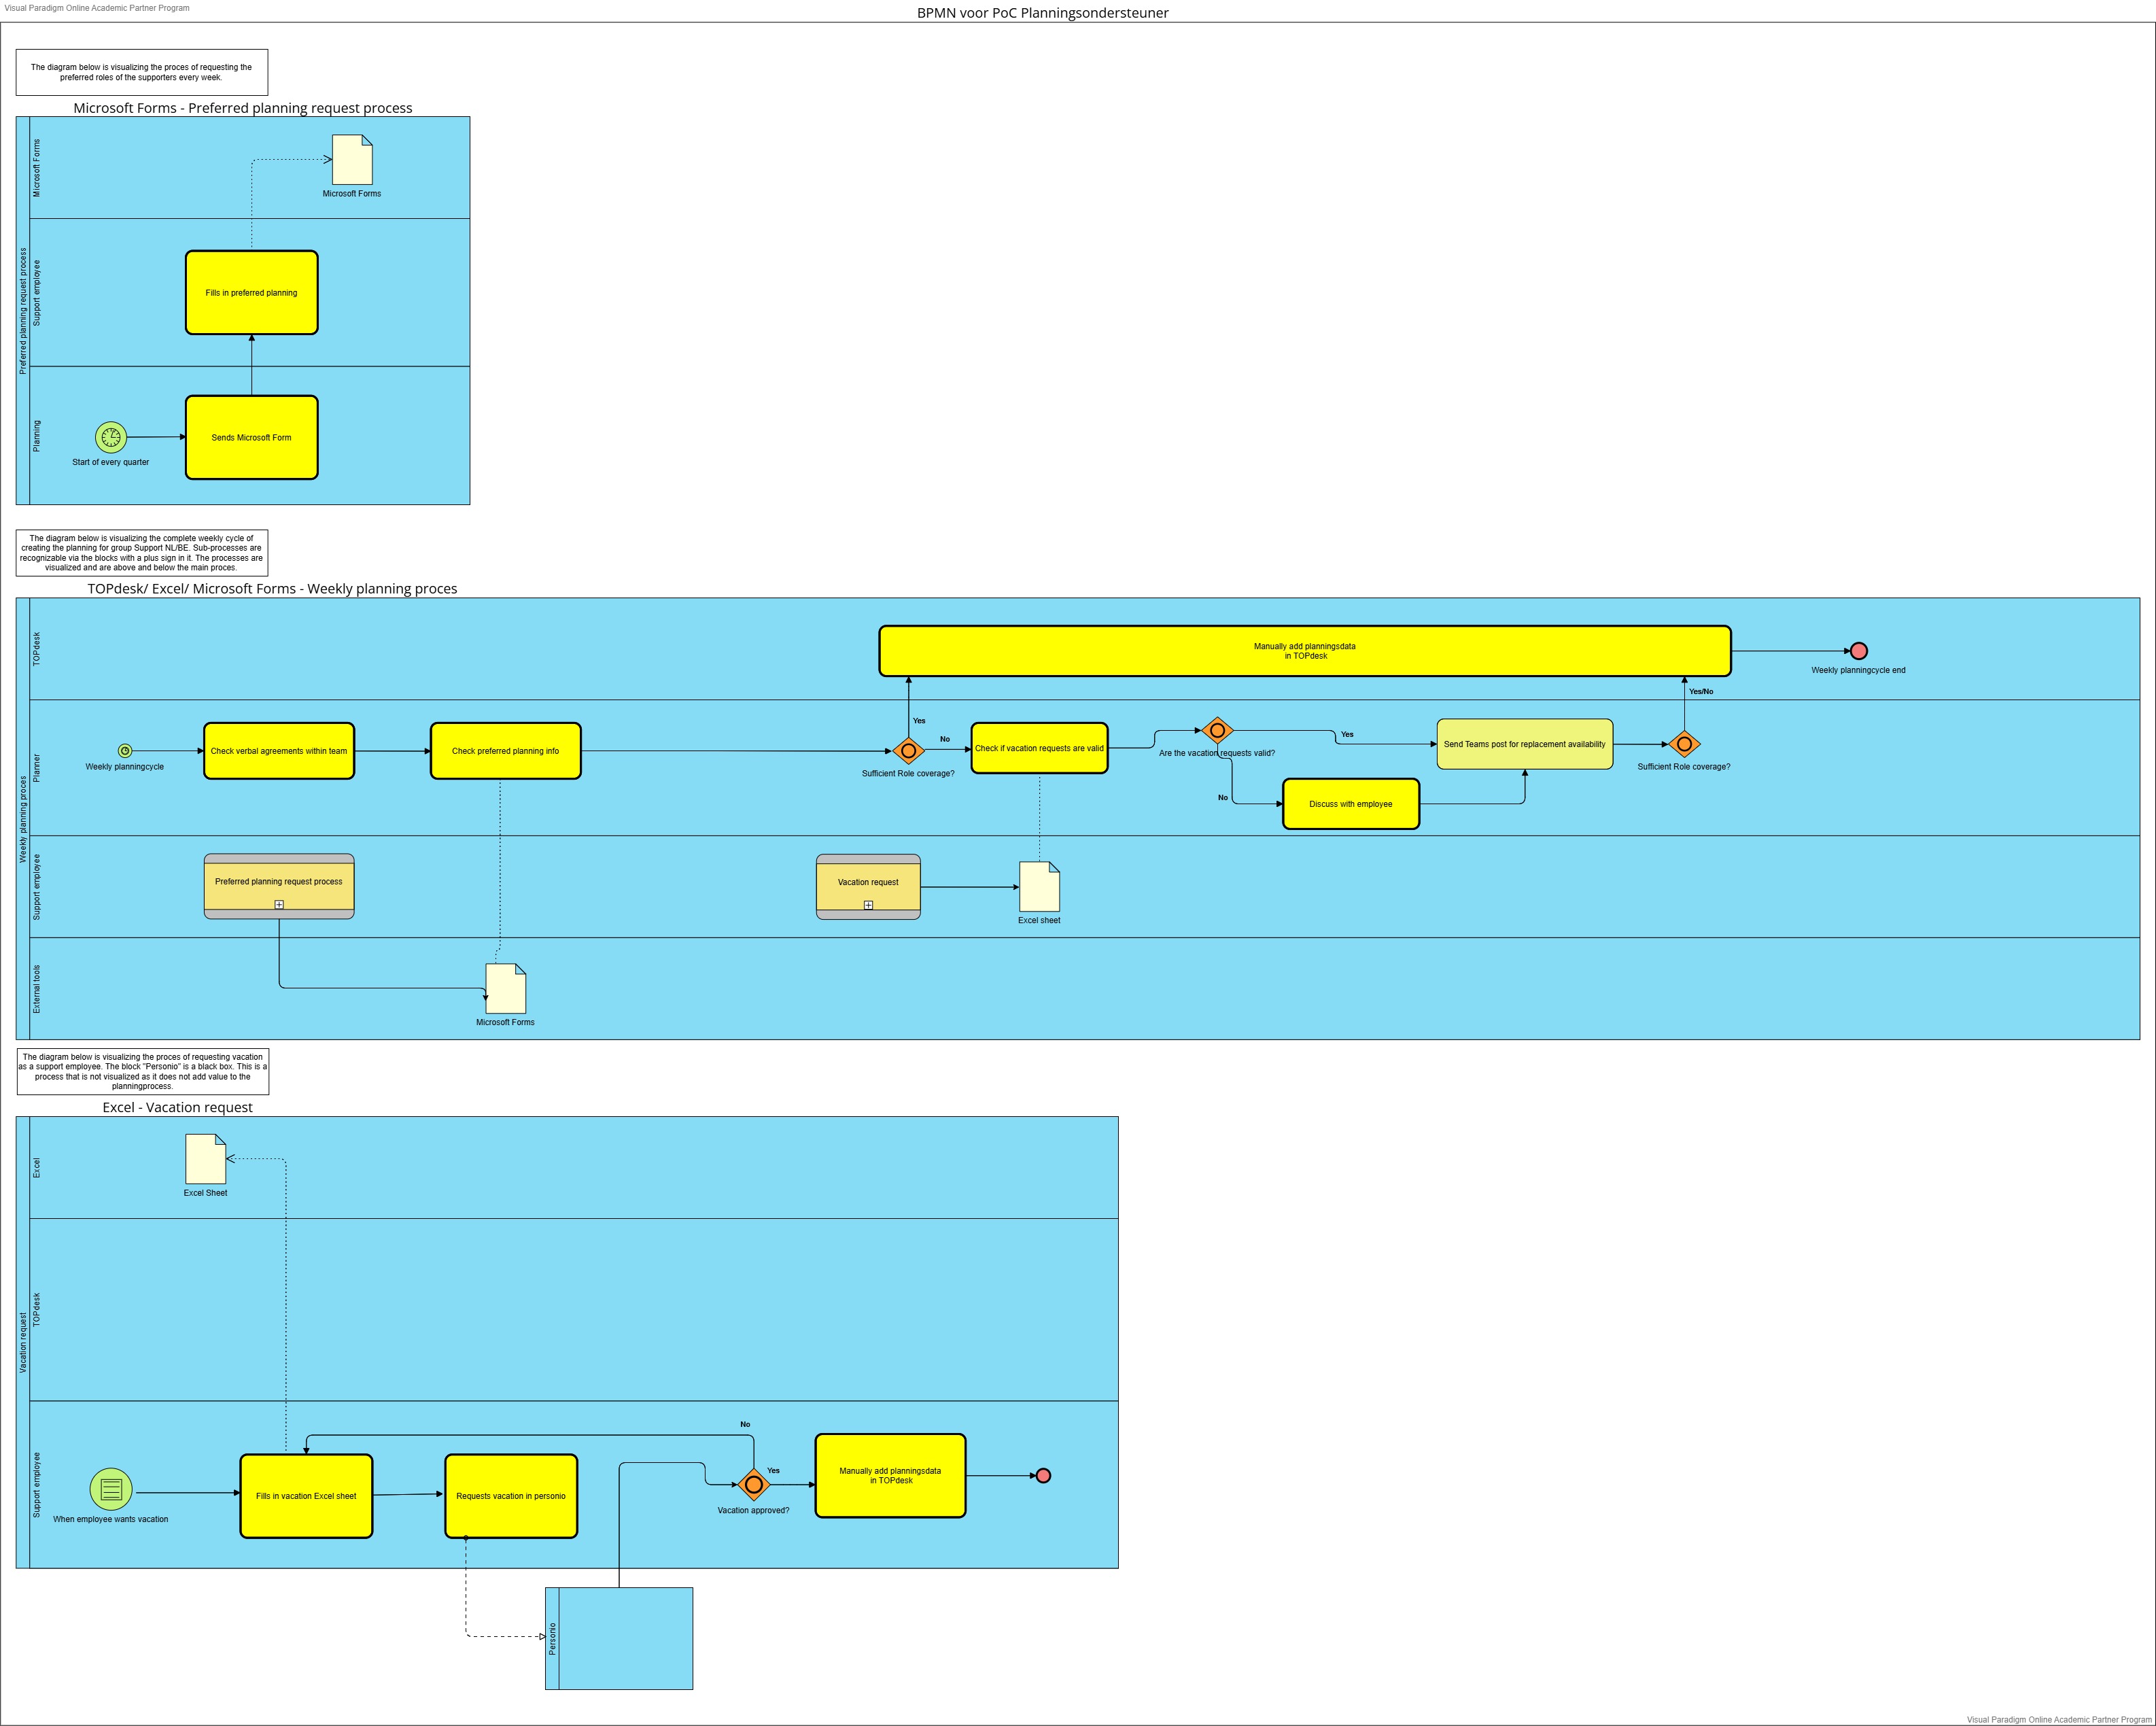 Visual Paradigm Online Academic Partner Program
BPMN voor PoC Planningsondersteuner
The diagram below is visualizing the proces of requesting the
preferred roles of the supporters every week.
Microsoft Forms - Preferred planning request process
Preferred planning request process
Microsoft Forms
Microsoft Forms
Support employee
Fills in preferred planning
Planning
Sends Microsoft Form
Start of every quarter
The diagram below is visualizing the complete weekly cycle of
creating the planning for group Support NL/BE. Sub-processes are
recognizable via the blocks with a plus sign in it. The processes are
visualized and are above and below the main proces.
TOPdesk/ Excel/ Microsoft Forms - Weekly planning proces
Weekly planning proces
TOPdesk
Manually add planningsdata
in TOPdesk
Weekly planningcycle end
Yes/No
Planner
Weekly planningcycle
Check verbal agreements within team
Check preferred planning info
Yes
No
Sufficient Role coverage?
Check if vacation requests are valid
Are the vacation requests valid?
Yes
No
Discuss with employee
Send Teams post for replacement availability
Sufficient Role coverage?
Support employee
Preferred planning request process
Vacation request
Excel sheet
External tools
Microsoft Forms
The diagram below is visualizing the proces of requesting vacation
as a support employee. The block "Personio" is a black box. This is a
process that is not visualized as it does not add value to the
planningprocess.
Excel - Vacation request
Vacation request
Excel
Excel Sheet
TOPdesk
Support employee
When employee wants vacation
Fills in vacation Excel sheet
Requests vacation in personio
No
Yes
Vacation approved?
Manually add planningsdata
in TOPdesk
Personio
Visual Paradigm Online Academic Partner Program